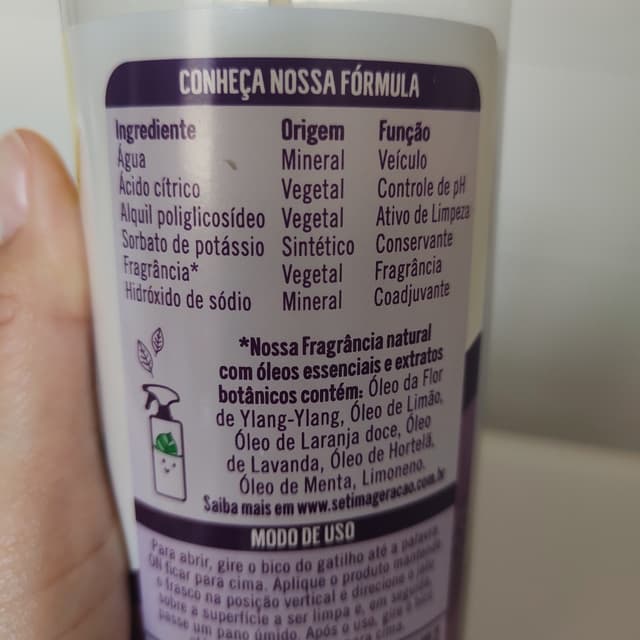 CONHEÇA NOSSA FÓRMULA
Ingrediente Origem Função
Água Mineral Veículo
Ácido cítrico Vegetal Controle de pH
Alquil poliglicosídeo Vegetal Ativo de Limpeza
Sorbato de potássio Sintético Conservante
Fragrância* Vegetal Fragrância
Hidróxido de sódio Mineral Coadjuvante
*Nossa Fragrância natural
com óleos essenciais e extratos
botânicos contém: Óleo da Flor
de Ylang-Ylang, Óleo de Limão,
Óleo de Laranja doce, Óleo
de Lavanda, Óleo de Hortelã,
Óleo de Menta, Limoneno.
Saiba mais em www.setimageracao.com.br
MODO DE USO
Para abrir, gire o bico do gatilho até a palavra
ON ficar para cima. Aplique o produto mantendo
o frasco na posição vertical e direcione o jato
sobre a superfície a ser limpa e, em seguida,
passe um pano úmido. Após o uso, gire o bico